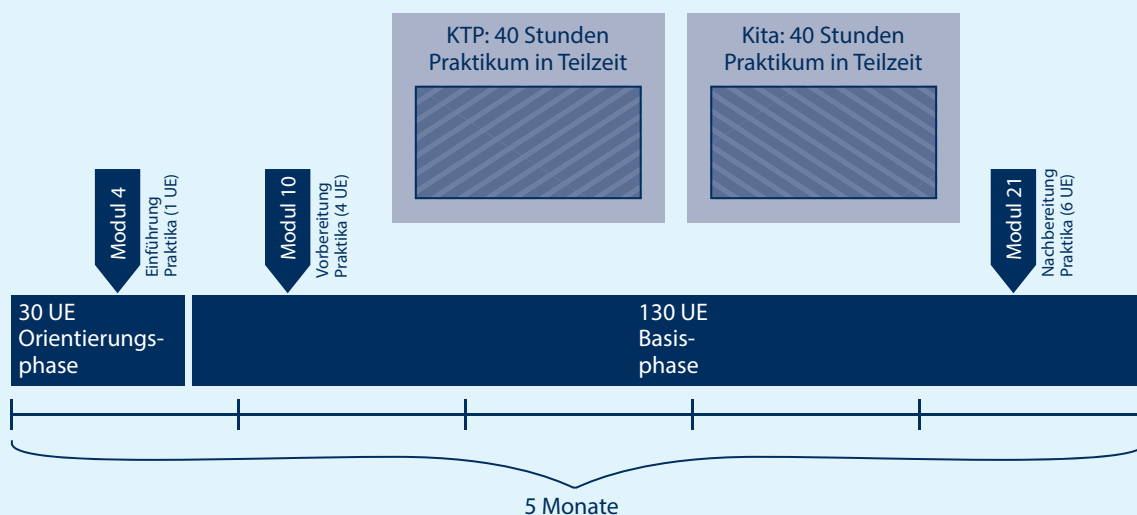 KTP: 40 Stunden
Praktikum in Teilzeit
Kita: 40 Stunden
Praktikum in Teilzeit
Modul 4
Einführung
Praktika (1 UE)
Modul 10
Vorbereitung
Praktika (4 UE)
Modul 21
Nachbereitung
Praktika (6 UE)
30 UE
Orientierungs-
phase
130 UE
Basis-
phase
5 Monate